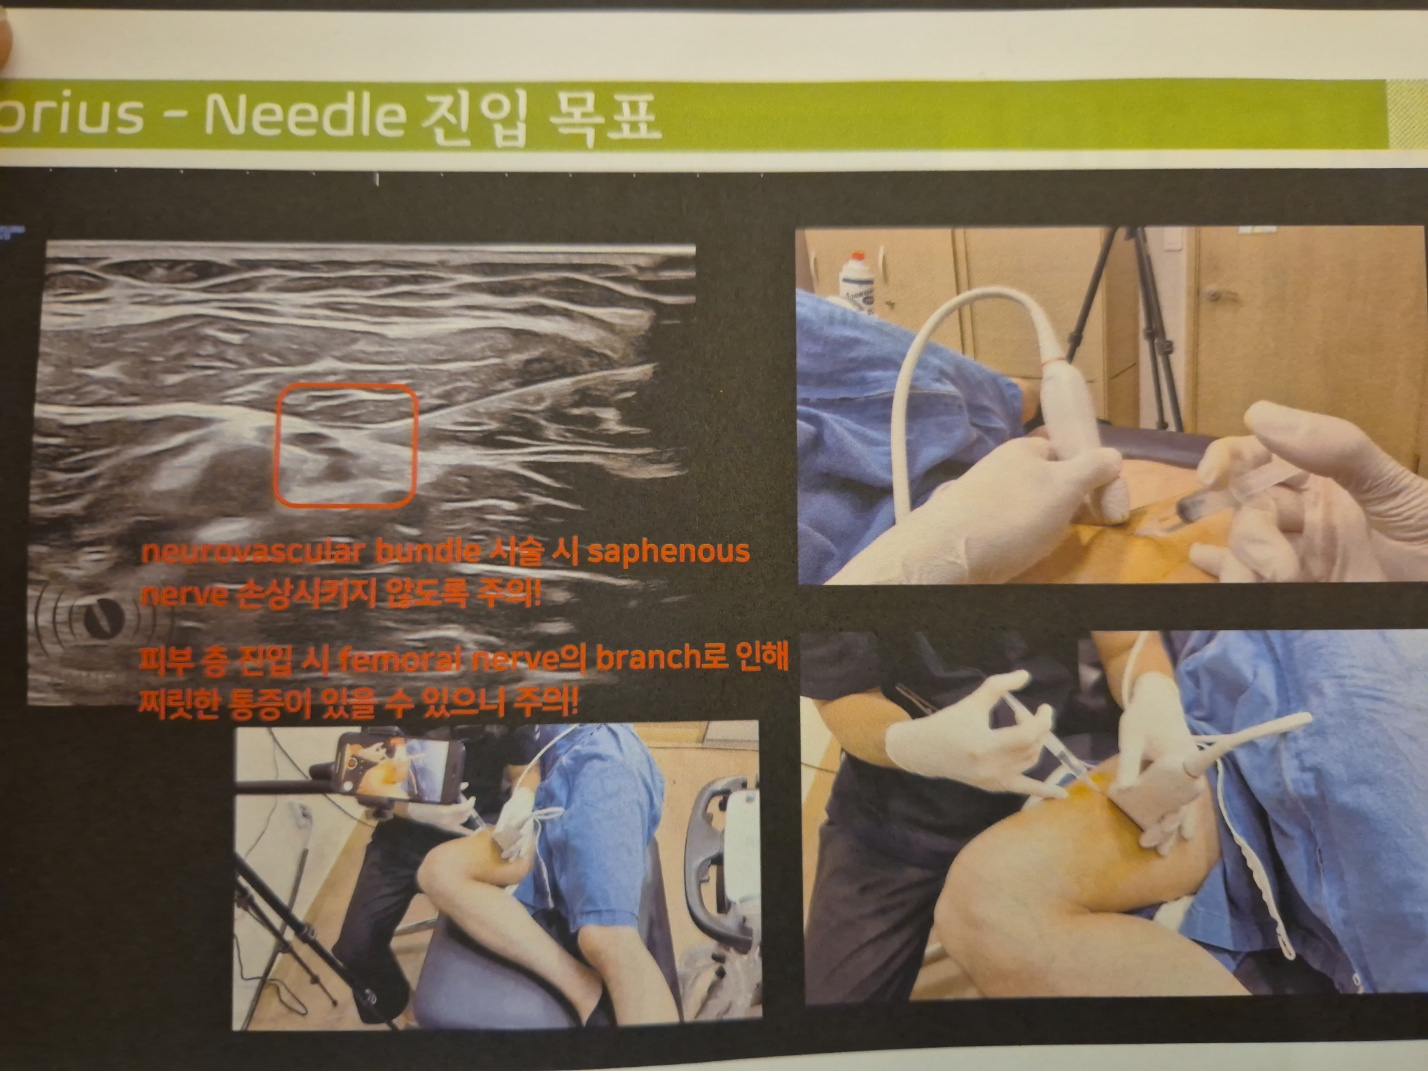 orius - Needle 진입 목표
neurovascular bundle 시술 시 saphenous
nerve 손상시키지 않도록 주의!
피부 층 진입 시 femoral nerve의 branch로 인해
찌릿한 통증이 있을 수 있으니 주의!